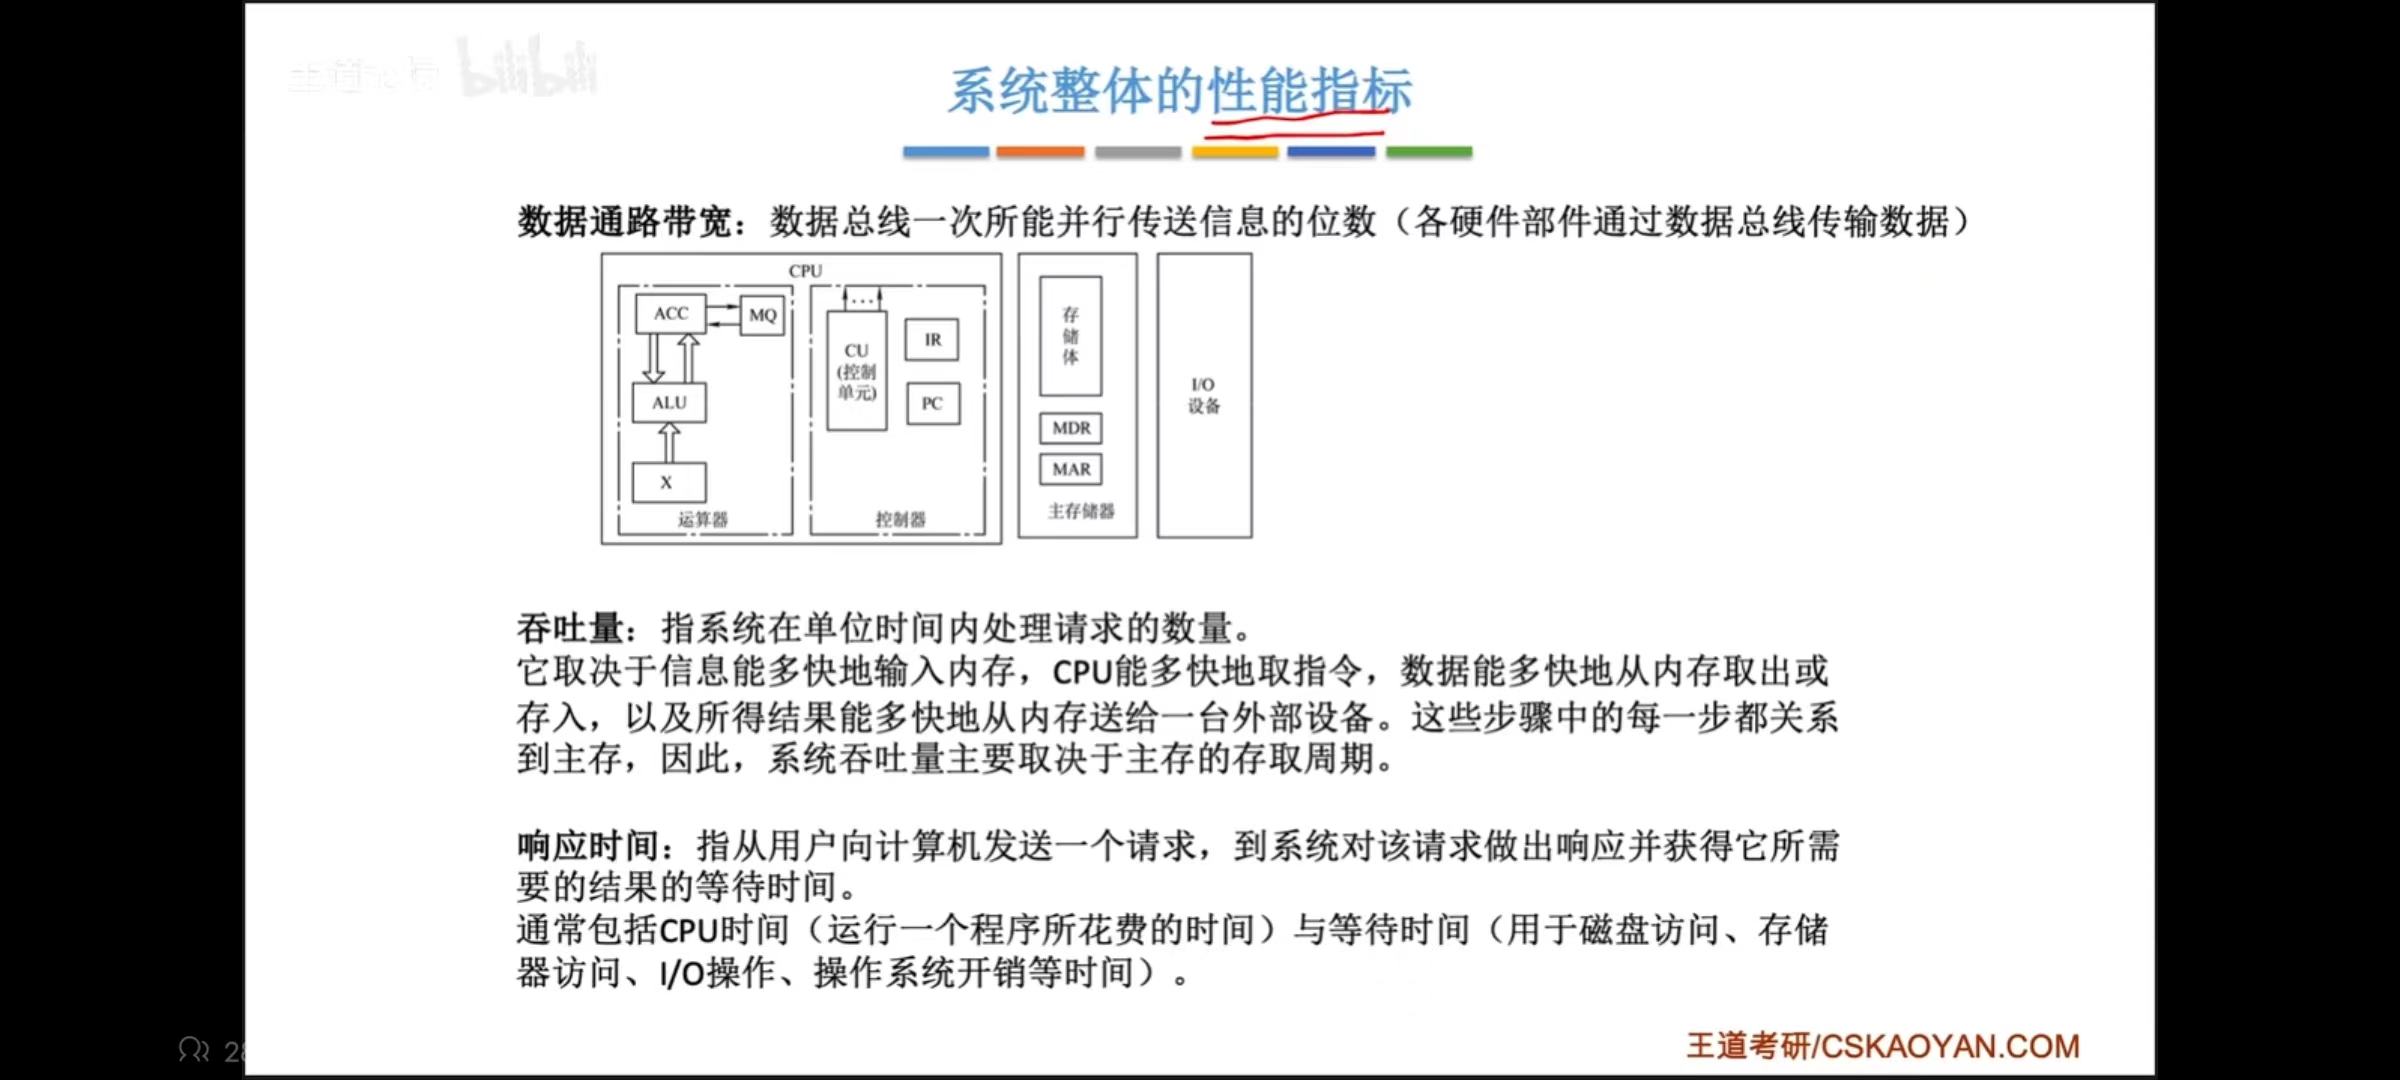 bilibili
系统整体的性能指标
数据通路带宽：数据总线一次所能并行传送信息的位数（各硬件部件通过数据总线传输数据）
CPU
ACC
MQ
ALU
X
运算器
…
CU
(控制
单元)
IR
PC
控制器
存
储
体
MDR
MAR
主存储器
I/O
设备
吞吐量：指系统在单位时间内处理请求的数量。
它取决于信息能多快地输入内存，CPU能多快地取指令，数据能多快地从内存取出或
存入，以及所得结果能多快地从内存送给一台外部设备。这些步骤中的每一步都关系
到主存，因此，系统吞吐量主要取决于主存的存取周期。
响应时间：指从用户向计算机发送一个请求，到系统对该请求做出响应并获得它所需
要的结果的等待时间。
通常包括CPU时间（运行一个程序所花费的时间）与等待时间（用于磁盘访问、存储
器访问、I/O操作、操作系统开销等时间）。
王道考研/CSKAOYAN.COM